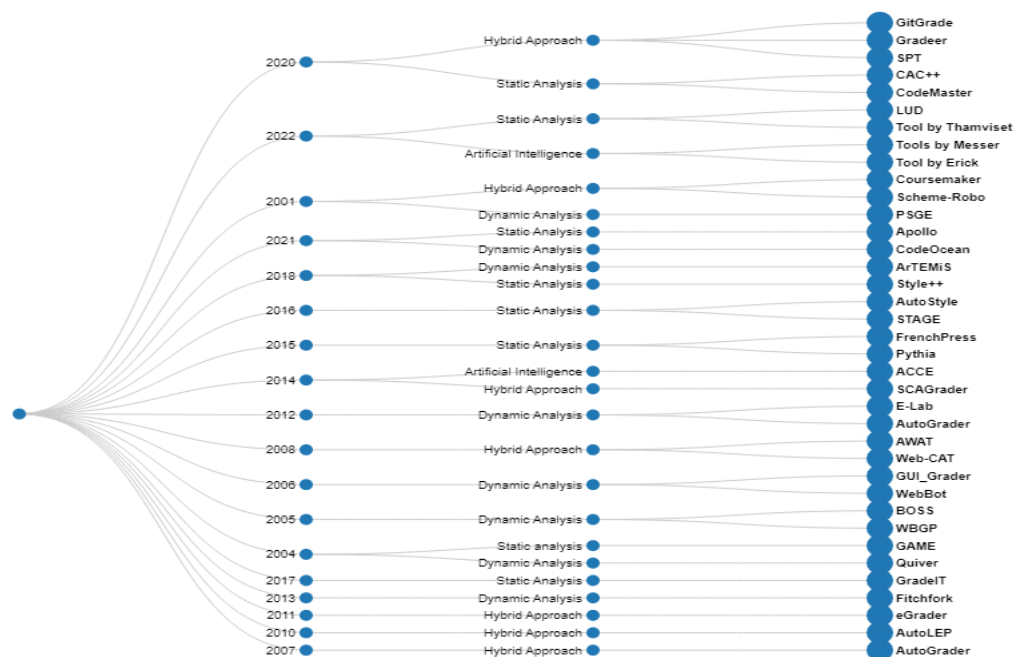 GitGrade
Hybrid Approach
Gradeer
SPT
2020
CAC++
Static Analysis
CodeMaster
LUD
Static Analysis
Tool by Thamviset
2022
Tools by Messer
Artificial Intelligence
Tool by Erick
Coursemaker
Hybrid Approach
Scheme-Robo
2001
Dynamic Analysis
PSGE
Static Analysis
Apollo
2021
Dynamic Analysis
CodeOcean
Dynamic Analysis
ArTEMiS
2018
Static Analysis
Style++
AutoStyle
2016
Static Analysis
STAGE
FrenchPress
2015
Static Analysis
Pythia
Artificial Intelligence
ACCE
2014
Hybrid Approach
SCAGrader
E-Lab
2012
Dynamic Analysis
AutoGrader
AWAT
2008
Hybrid Approach
Web-CAT
GUI_Grader
2006
Dynamic Analysis
WebBot
BOSS
2005
Dynamic Analysis
WBGP
Static analysis
GAME
2004
Dynamic Analysis
Quiver
2017
Static Analysis
GradeIT
2013
Dynamic Analysis
Fitchfork
2011
Hybrid Approach
eGrader
2010
Hybrid Approach
AutoLEP
2007
Hybrid Approach
AutoGrader